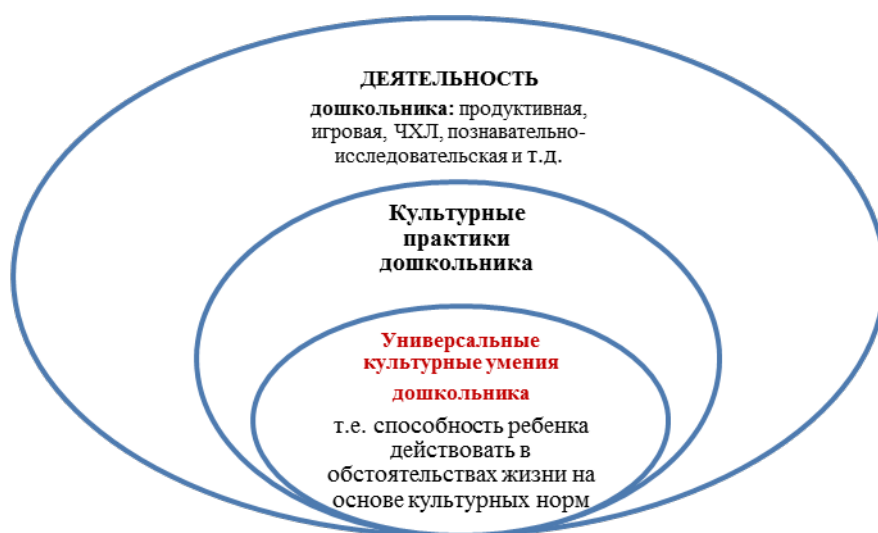 ДЕЯТЕЛЬНОСТЬ
дошкольника: продуктивная,
игровая, ЧХЛ, познавательно-
исследовательская и т.д.
Культурные
практики
дошкольника
Универсальные
культурные умения
дошкольника
т.е. способность ребенка
действовать в
обстоятельствах жизни на
основе культурных норм